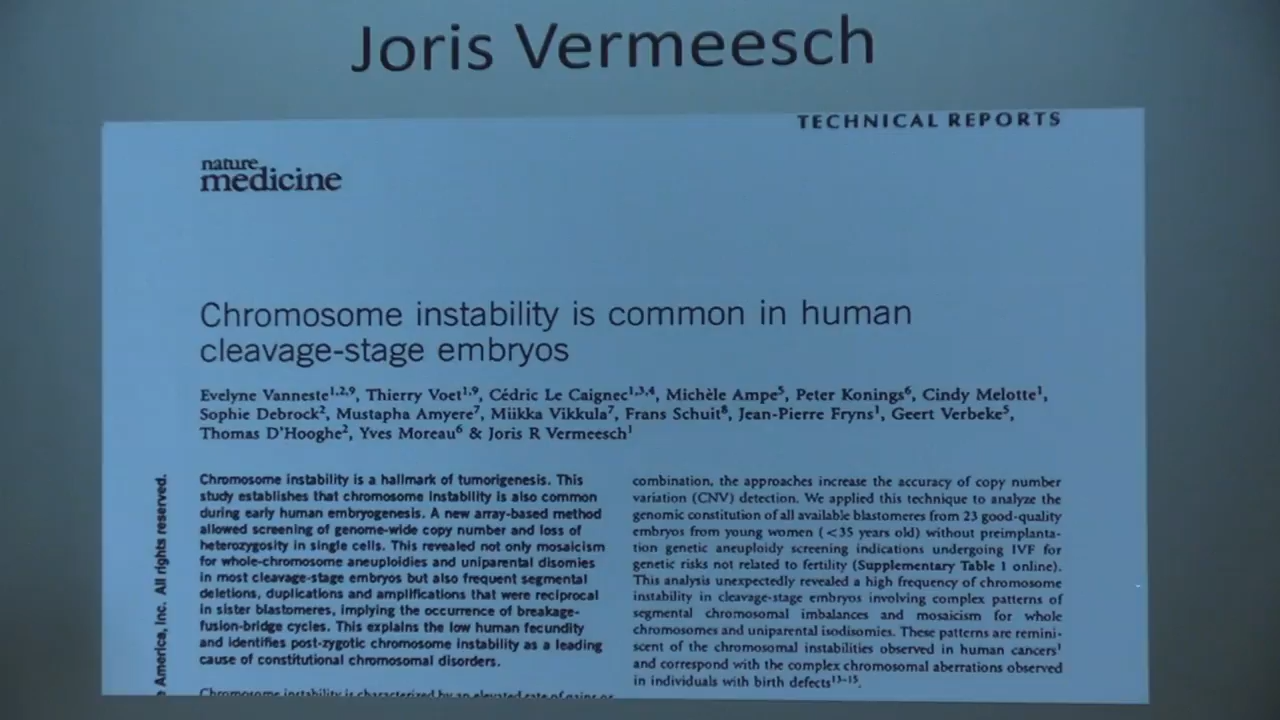 Joris Vermeesch
TECHNICAL REPORTS
nature
medicine
Chromosome instability is common in human
cleavage-stage embryos
Evelyne Vanneste1,2,9, Thierry Voet1,9, Cédric Le Caignec1,3,4, Michèle Ampe5, Peter Konings6, Cindy Melotte1,
Sophie Debrock2, Mustapha Amyere7, Miikka Vikkula7, Frans Schuit8, Jean-Pierre Fryns1, Geert Verbeke5,
Thomas D'Hooghe2, Yves Moreau6 & Joris R Vermeesch1
Chromosome instability is a hallmark of tumorigenesis. This
study establishes that chromosome instability is also common
during early human embryogenesis. A new array-based method
allowed screening of genome-wide copy number and loss of
heterozygosity in single cells. This revealed not only mosaicism
for whole-chromosome aneuploidies and uniparental disomies
in most cleavage-stage embryos but also frequent segmental
deletions, duplications and amplifications that were reciprocal
in sister blastomeres, implying the occurrence of breakage-
fusion-bridge cycles. This explains the low human fecundity
and identifies post-zygotic chromosome instability as a leading
cause of constitutional chromosomal disorders.
Chromosome instability is characterized by an elevated rate of gains or
combination, the approaches increase the accuracy of copy number
variation (CNV) detection. We applied this technique to analyze the
genomic constitution of all available blastomeres from 23 good-quality
embryos from young women (<35 years old) without preimplanta-
tion genetic aneuploidy screening indications undergoing IVF for
genetic risks not related to fertility (Supplementary Table 1 online).
This analysis unexpectedly revealed a high frequency of chromosome
instability in cleavage-stage embryos involving complex patterns of
segmental chromosomal imbalances and mosaicism for whole
chromosomes and uniparental isodisomies. These patterns are remini-
scent of the chromosomal instabilities observed in human cancers1
and correspond with the complex chromosomal aberrations observed
in individuals with birth defects13-15.
e America, Inc. All rights reserved.